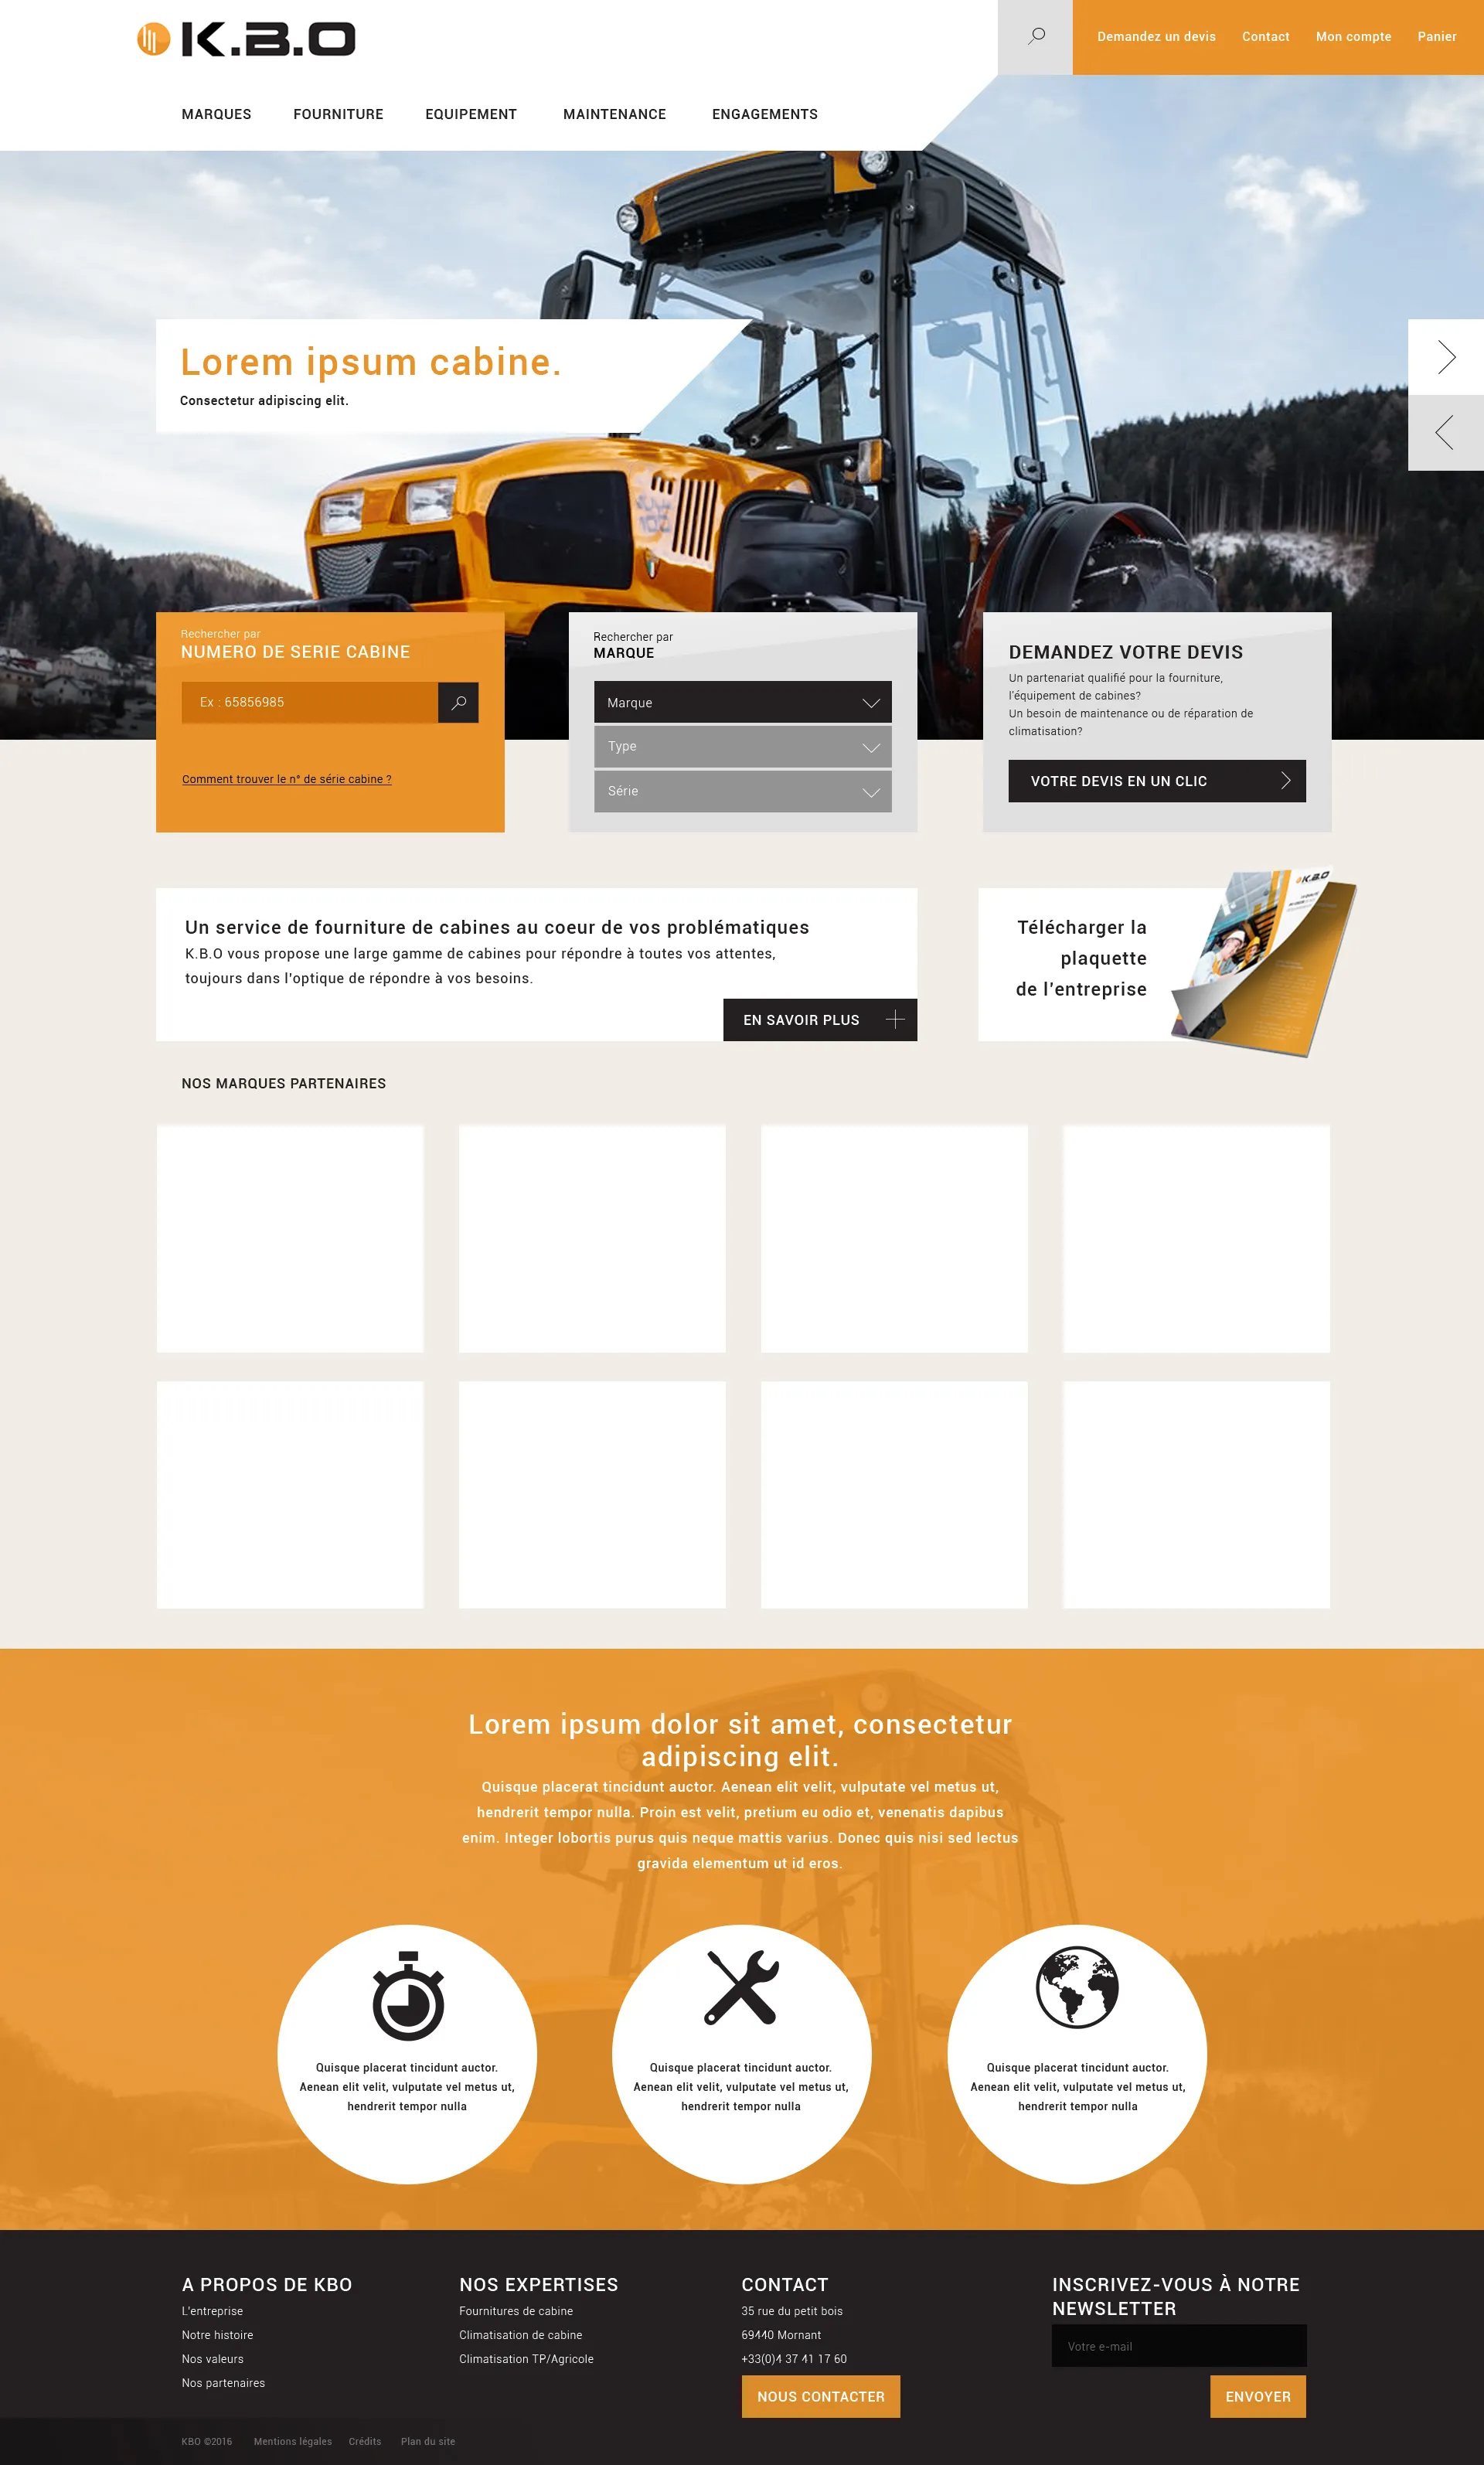 K.B.O
Demandez un devis
Contact
Mon compte
Panier
MARQUES
FOURNITURE
EQUIPEMENT
MAINTENANCE
ENGAGEMENTS
Lorem ipsum cabine.
Consectetur adipiscing elit.
Rechercher par
NUMERO DE SERIE CABINE
Ex : 65856985
Comment trouver le n° de série cabine ?
Rechercher par
MARQUE
Marque
Type
Série
DEMANDEZ VOTRE DEVIS
Un partenariat qualifié pour la fourniture,
l'équipement de cabines?
Un besoin de maintenance ou de réparation de
climatisation?
VOTRE DEVIS EN UN CLIC
Un service de fourniture de cabines au coeur de vos problématiques
K.B.O vous propose une large gamme de cabines pour répondre à toutes vos attentes,
toujours dans l'optique de répondre à vos besoins.
EN SAVOIR PLUS
Télécharger la
plaquette
de l'entreprise
K.B.O
NOS MARQUES PARTENAIRES
Lorem ipsum dolor sit amet, consectetur
adipiscing elit.
Quisque placerat tincidunt auctor. Aenean elit velit, vulputate vel metus ut,
hendrerit tempor nulla. Proin est velit, pretium eu odio et, venenatis dapibus
enim. Integer lobortis purus quis neque mattis varius. Donec quis nisi sed lectus
gravida elementum ut id eros.
Quisque placerat tincidunt auctor.
Aenean elit velit, vulputate vel metus ut,
hendrerit tempor nulla
Quisque placerat tincidunt auctor.
Aenean elit velit, vulputate vel metus ut,
hendrerit tempor nulla
Quisque placerat tincidunt auctor.
Aenean elit velit, vulputate vel metus ut,
hendrerit tempor nulla
A PROPOS DE KBO
L'entreprise
Notre histoire
Nos valeurs
Nos partenaires
NOS EXPERTISES
Fournitures de cabine
Climatisation de cabine
Climatisation TP/Agricole
CONTACT
35 rue du petit bois
69440 Mornant
+33(0)4 37 41 17 60
NOUS CONTACTER
INSCRIVEZ-VOUS À NOTRE
NEWSLETTER
Votre e-mail
ENVOYER
KBO ©2016
Mentions légales
Crédits
Plan du site